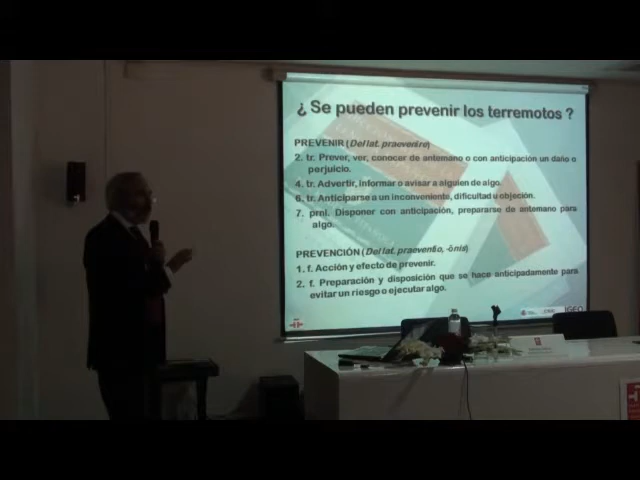 ¿ Se pueden prevenir los terremotos ?
PREVENIR (Del lat. praevenīre)
2. tr. Prever, ver, conocer de antemano o con anticipación un daño o
perjuicio.
4. tr. Advertir, informar o avisar a alguien de algo.
6. tr. Anticiparse a un inconveniente, dificultad u objeción.
7. prnl. Disponer con anticipación, prepararse de antemano para
algo.
PREVENCIÓN (Del lat. praeventĭo, -ōnis)
1. f. Acción y efecto de prevenir.
2. f. Preparación y disposición que se hace anticipadamente para
evitar un riesgo o ejecutar algo.
IGEO